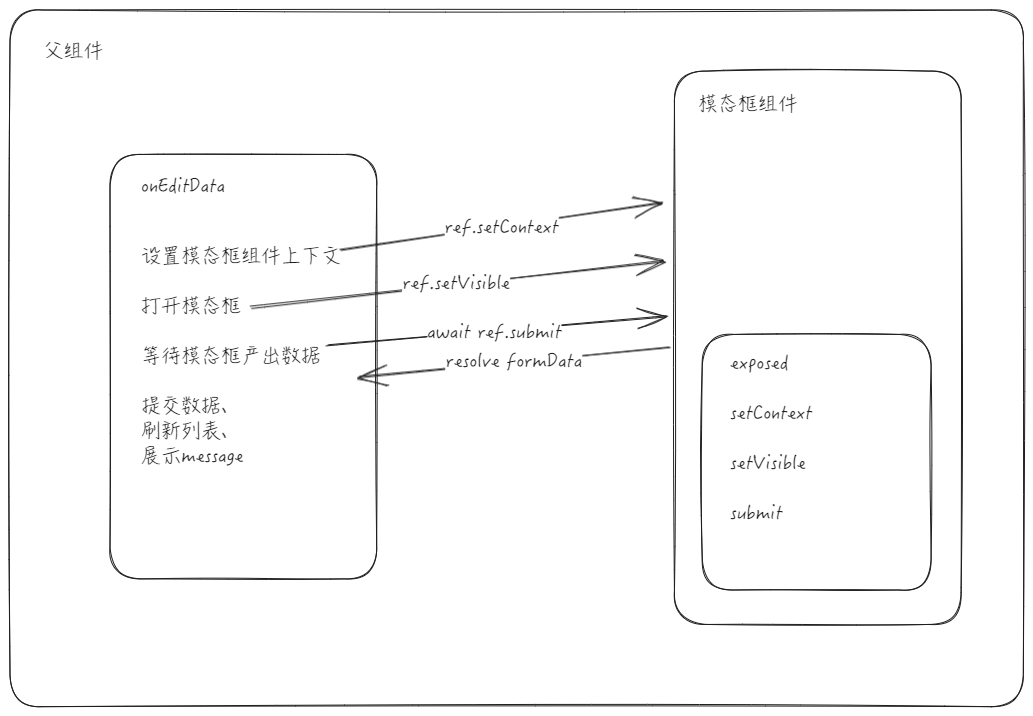 父组件
模态框组件
onEditData
设置模态框组件上下文
ref.setContext
打开模态框
ref.setVisible
等待模态框产出数据
await ref.submit
resolve formData
提交数据、
刷新列表、
展示message
exposed
setContext
setVisible
submit